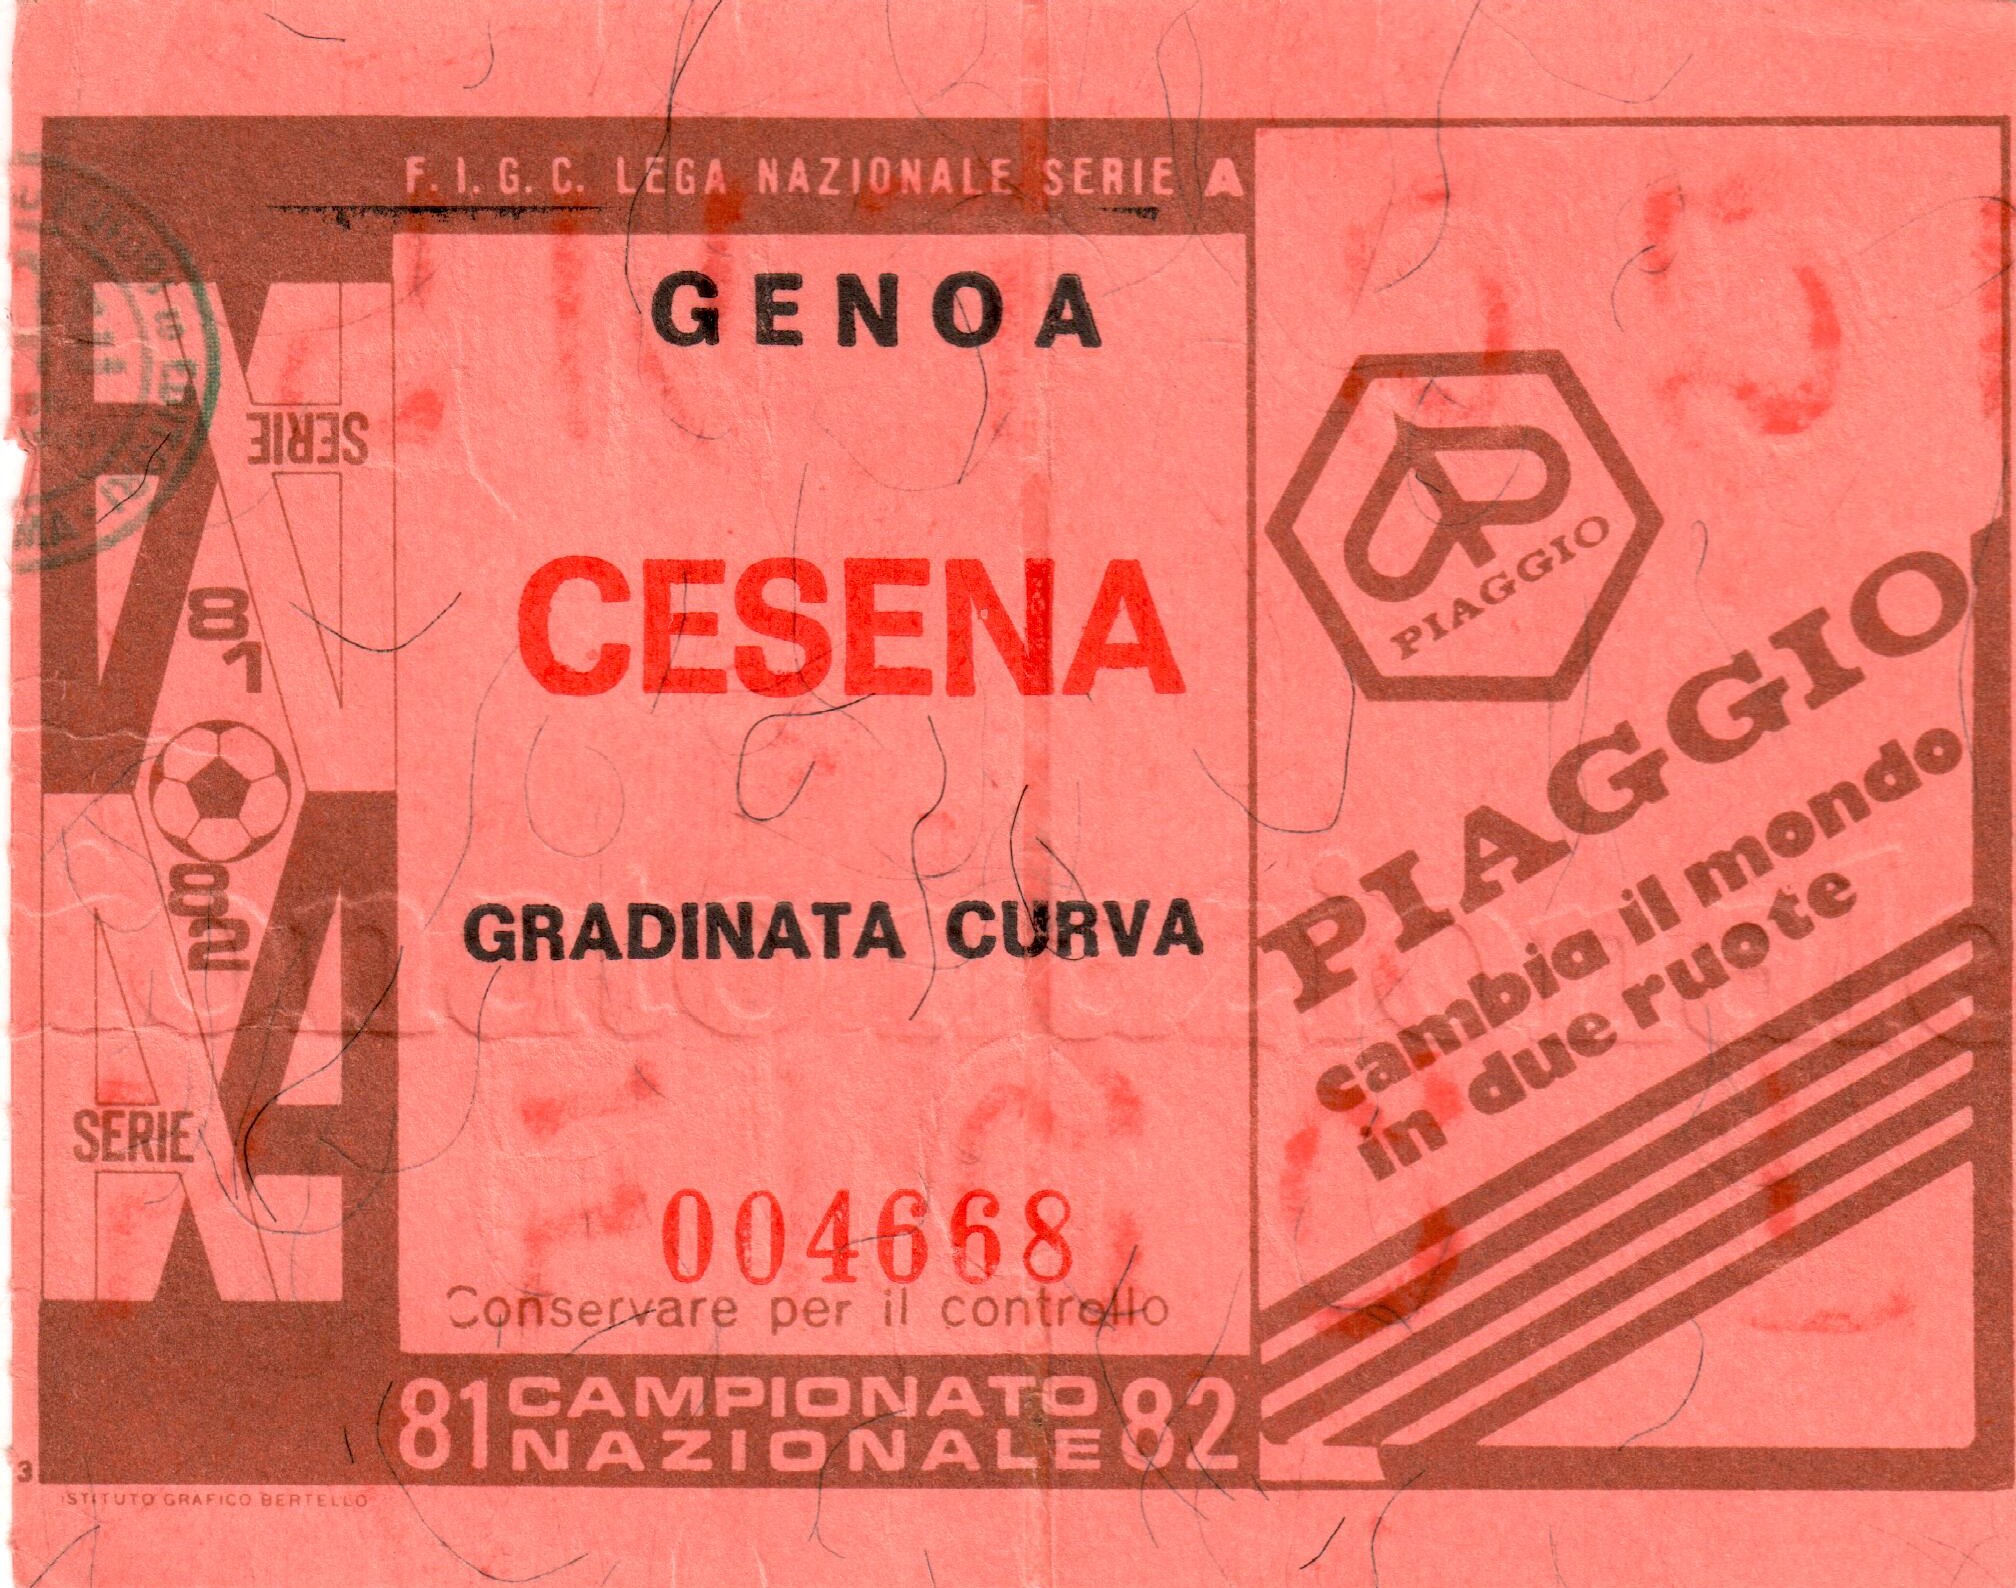 F. I. G. C. LEGA NAZIONALE SERIE A
GENOA
CESENA
GRADINATA CURVA
004668
Conservare per il controllo
81 CAMPIONATO NAZIONALE 82
SERIE
81
82
SERIE
PIAGGIO
PIAGGIO
cambia il mondo
in due ruote
3
ISTITUTO GRAFICO BERTELLO